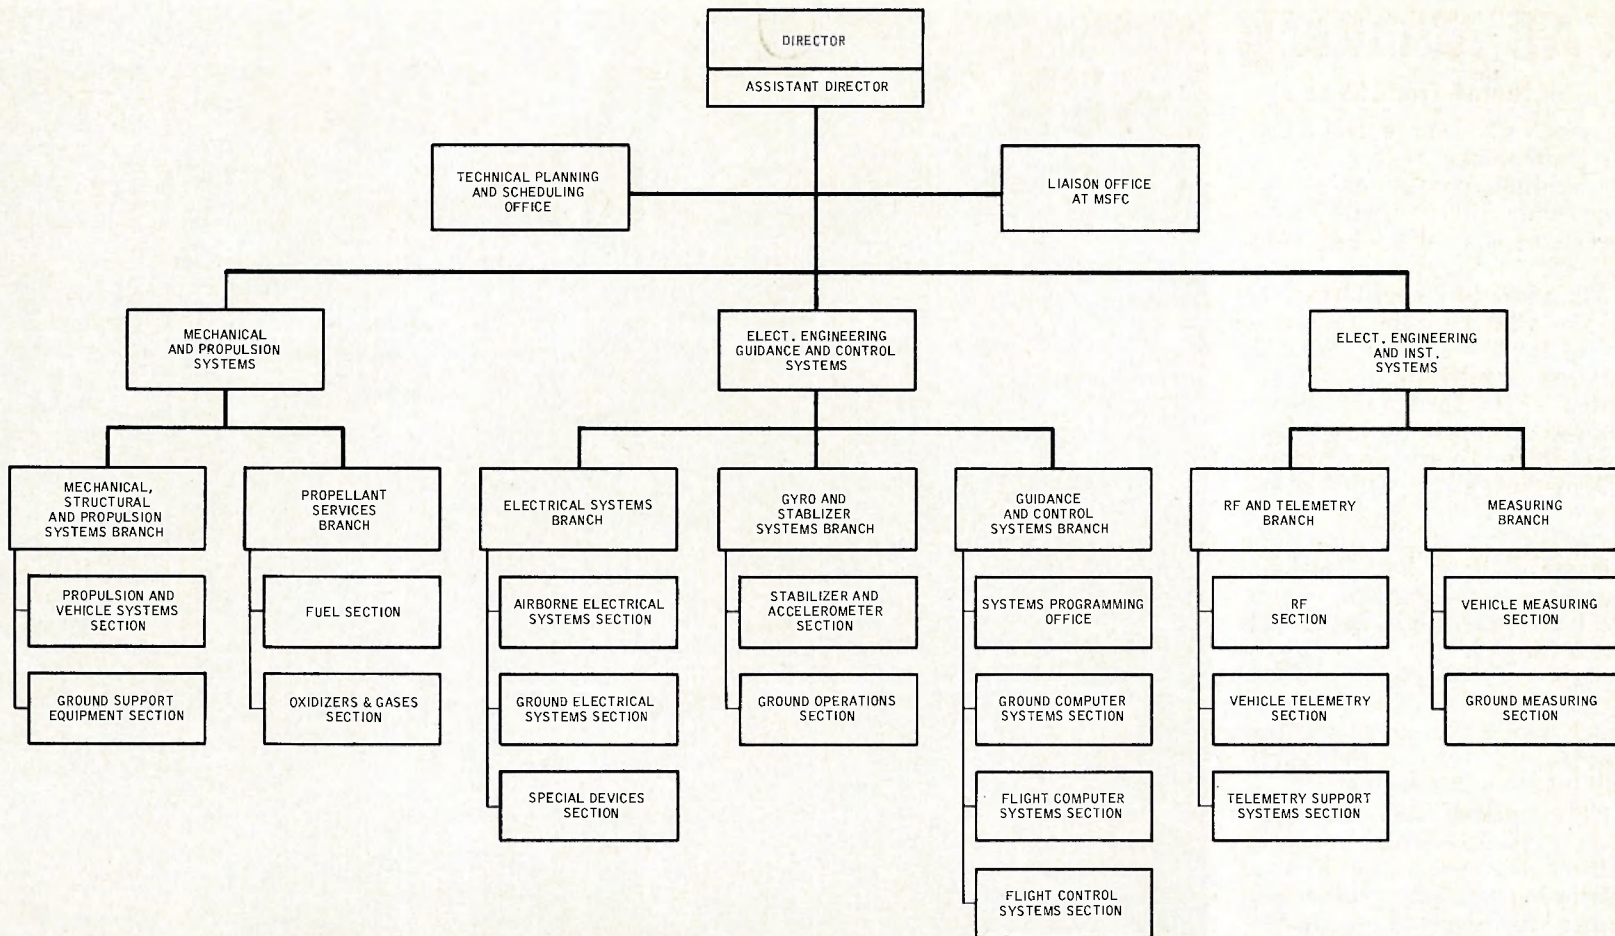 DIRECTOR
ASSISTANT DIRECTOR
TECHNICAL PLANNING
AND SCHEDULING
OFFICE
LIAISON OFFICE
AT MSFC
MECHANICAL
AND PROPULSION
SYSTEMS
ELECT. ENGINEERING
GUIDANCE AND CONTROL
SYSTEMS
ELECT. ENGINEERING
AND INST.
SYSTEMS
MECHANICAL,
STRUCTURAL
AND PROPULSION
SYSTEMS BRANCH
PROPELLANT
SERVICES
BRANCH
ELECTRICAL SYSTEMS
BRANCH
GYRO AND
STABLIZER
SYSTEMS BRANCH
GUIDANCE
AND CONTROL
SYSTEMS BRANCH
RF AND TELEMETRY
BRANCH
MEASURING
BRANCH
PROPULSION AND
VEHICLE SYSTEMS
SECTION
FUEL SECTION
AIRBORNE ELECTRICAL
SYSTEMS SECTION
STABILIZER AND
ACCELEROMETER
SECTION
SYSTEMS PROGRAMMING
OFFICE
RF
SECTION
VEHICLE MEASURING
SECTION
GROUND SUPPORT
EQUIPMENT SECTION
OXIDIZERS & GASES
SECTION
GROUND ELECTRICAL
SYSTEMS SECTION
GROUND OPERATIONS
SECTION
GROUND COMPUTER
SYSTEMS SECTION
VEHICLE TELEMETRY
SECTION
GROUND MEASURING
SECTION
SPECIAL DEVICES
SECTION
FLIGHT COMPUTER
SYSTEMS SECTION
TELEMETRY SUPPORT
SYSTEMS SECTION
FLIGHT CONTROL
SYSTEMS SECTION